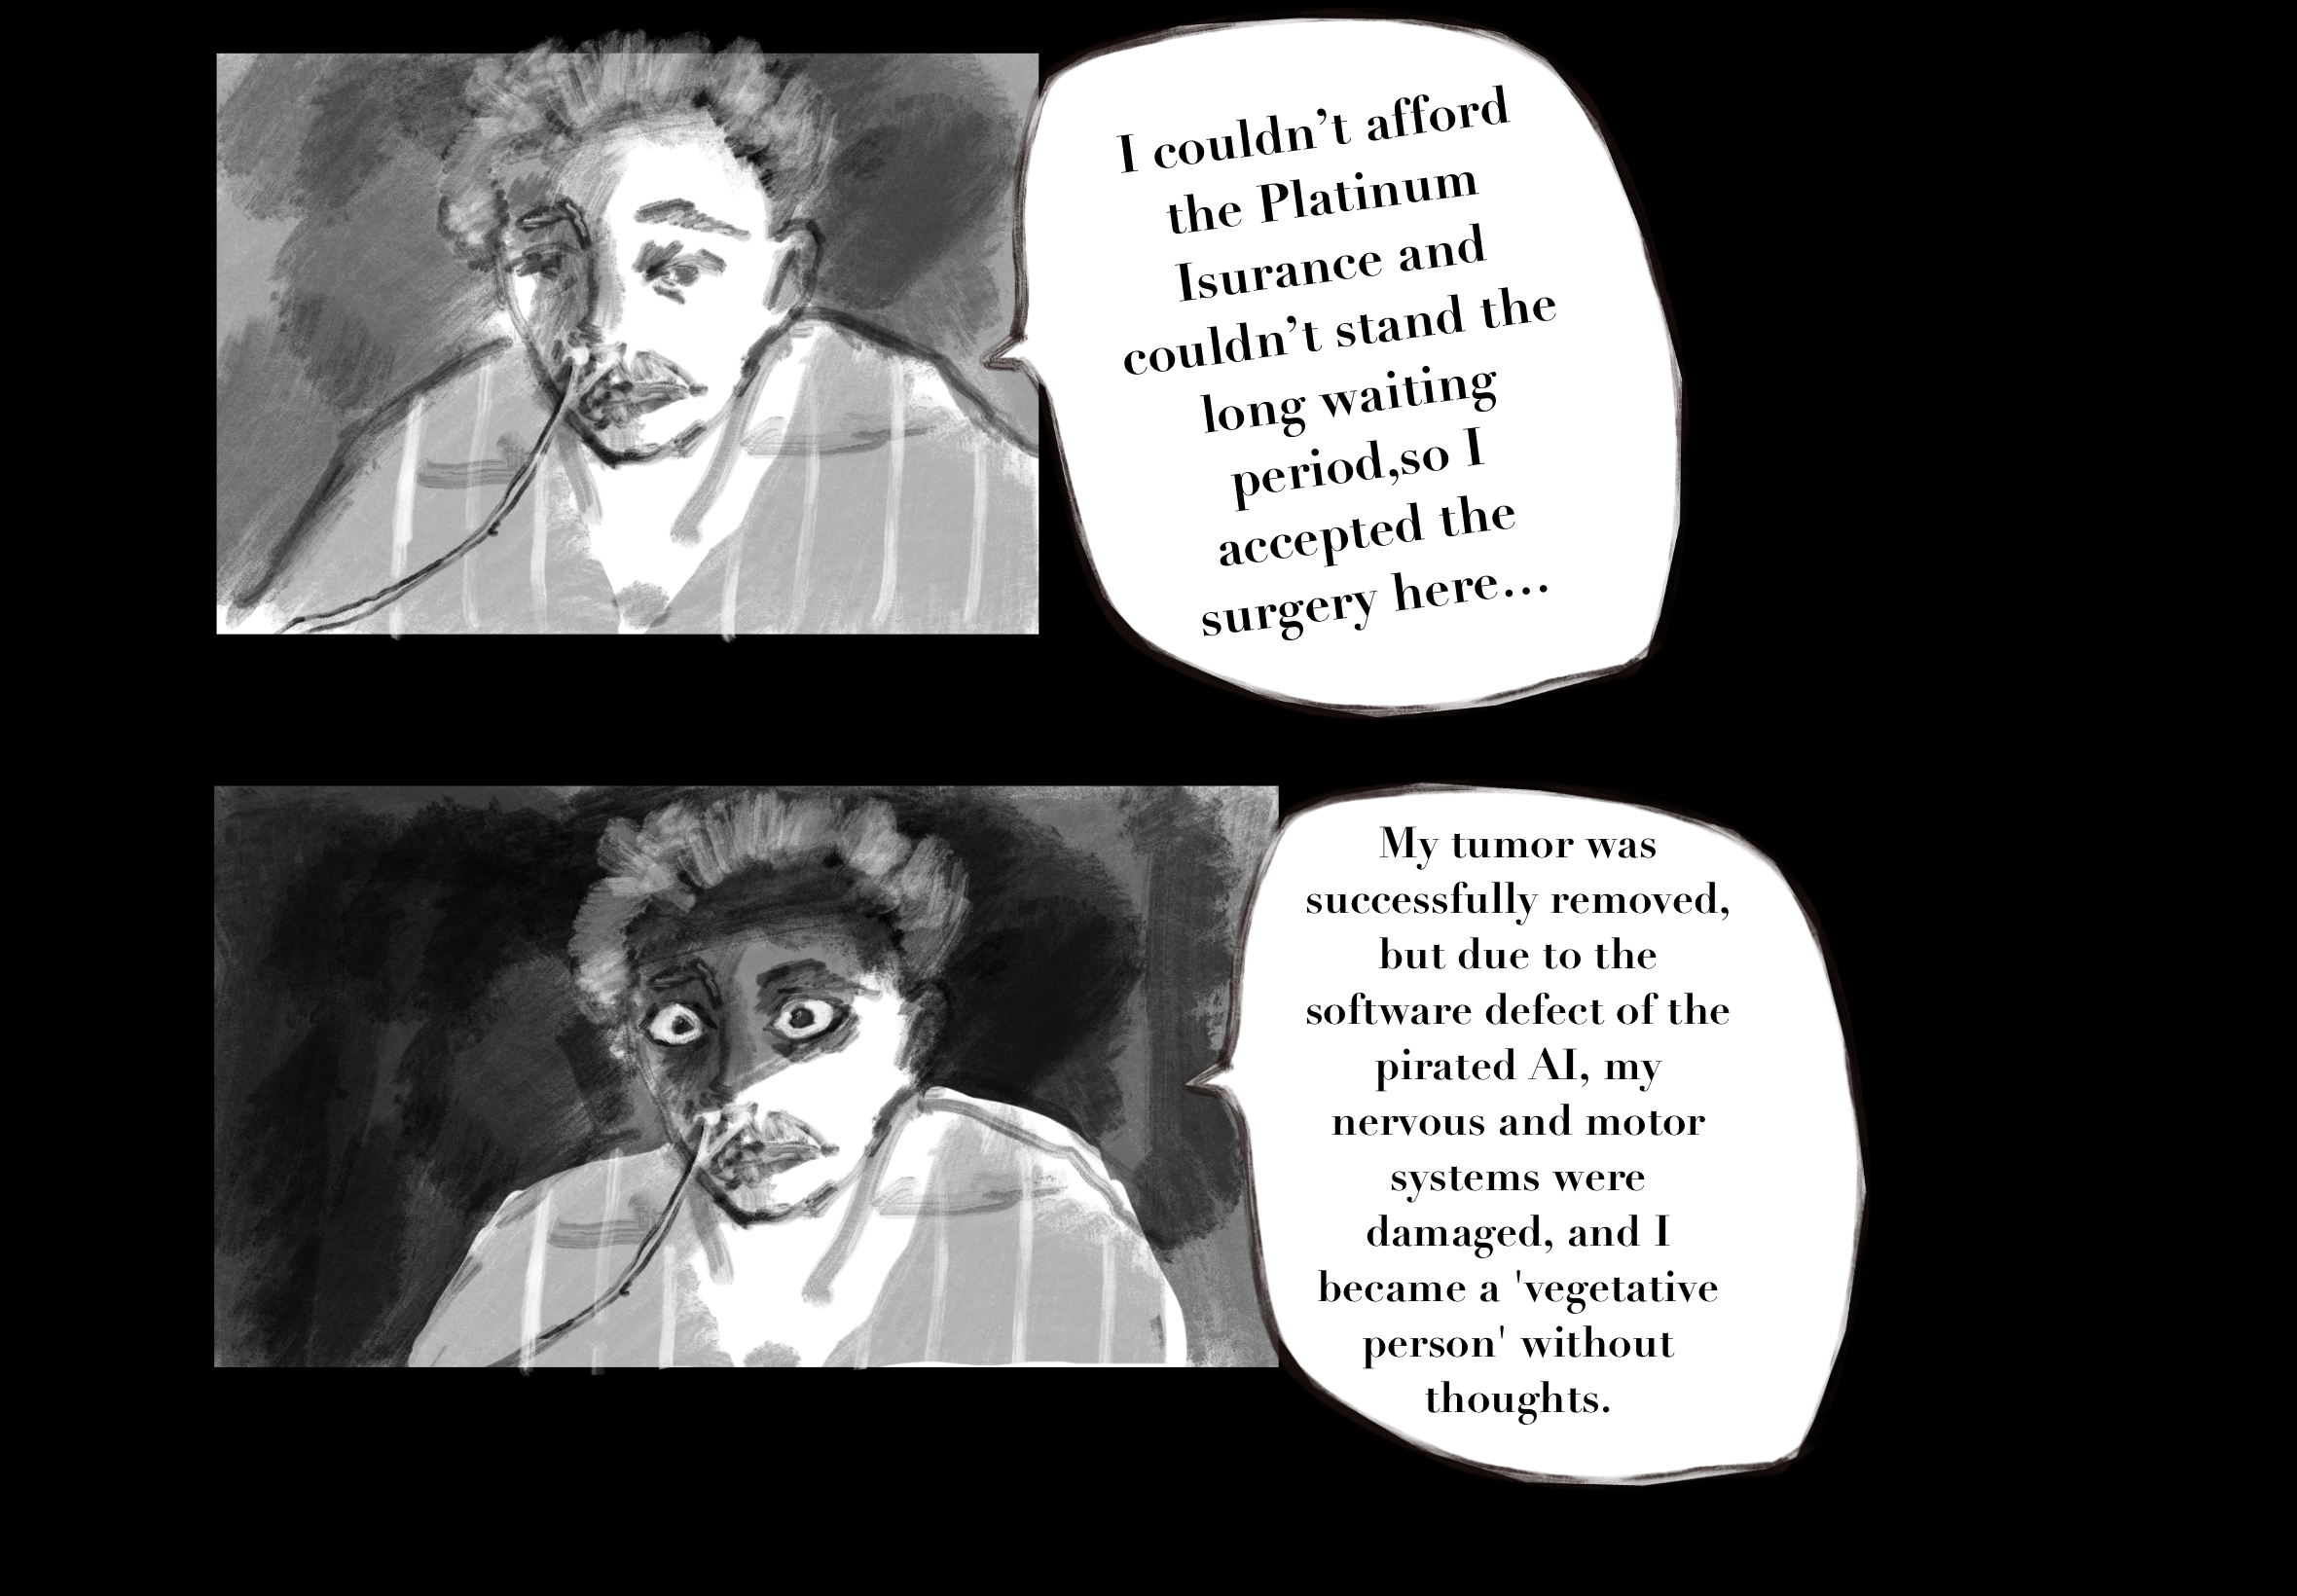 I couldn’t afford
the Platinum
Isurance and
couldn’t stand the
long waiting
period,so I
accepted the
surgery here...
My tumor was
successfully removed,
but due to the
software defect of the
pirated AI, my
nervous and motor
systems were
damaged, and I
became a 'vegetative
person' without
thoughts.